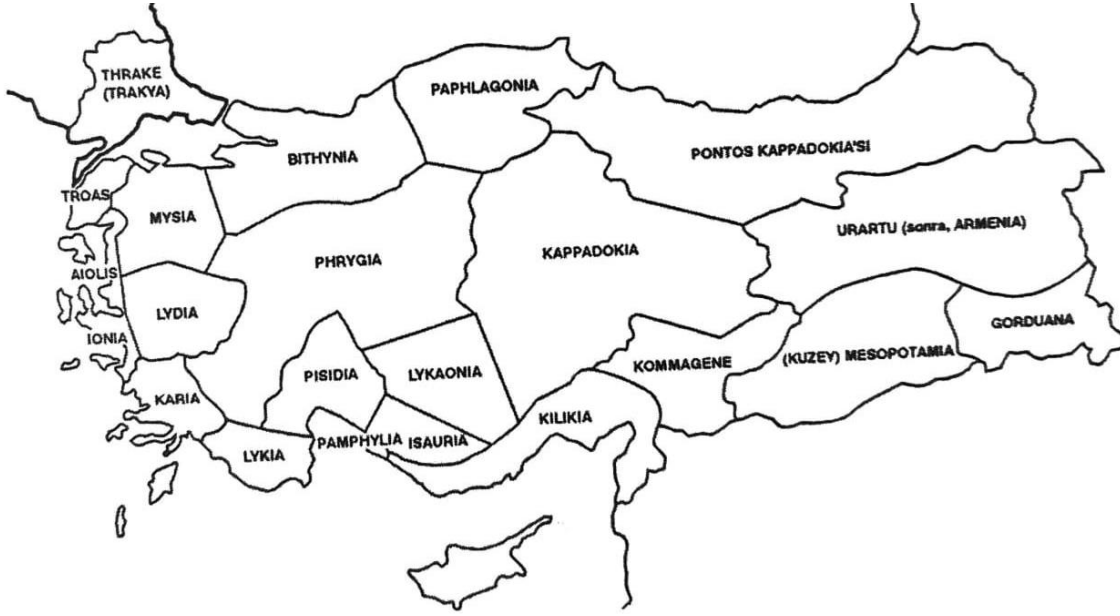 THRAKE
(TRAKYA)
PAPHLAGONIA
BITHYNIA
PONTOS KAPPADOKIA'SI
TROAS
MYSIA
URARTU (sonra, ARMENIA)
KAPPADOKIA
PHRYGIA
AIOLIS
LYDIA
GORDUANA
IONIA
KOMMAGENE
(KUZEY) MESOPOTAMIA
PISIDIA
LYKAONIA
KARIA
KILIKIA
PAMPHYLIA
ISAURIA
LYKIA